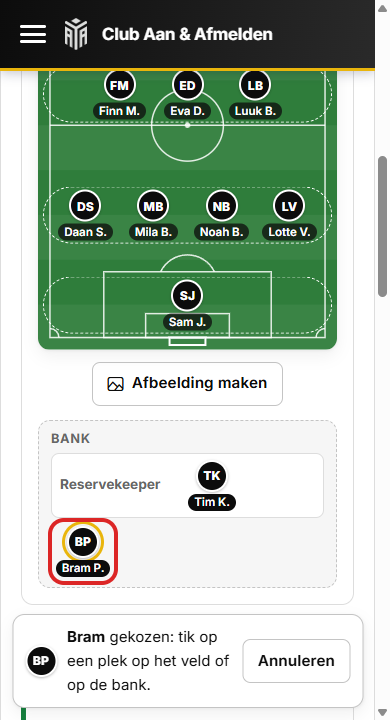 Club Aan & Afmelden
FM ED LB
Finn M. Eva D. Luuk B.
DS MB NB LV
Daan S. Mila B. Noah B. Lotte V.
SJ
Sam J.
Afbeelding maken
BANK
TK
Reservekeeper
Tim K.
BP
Bram P.
Bram gekozen: tik op
BP een plek op het veld of Annuleren
op de bank.